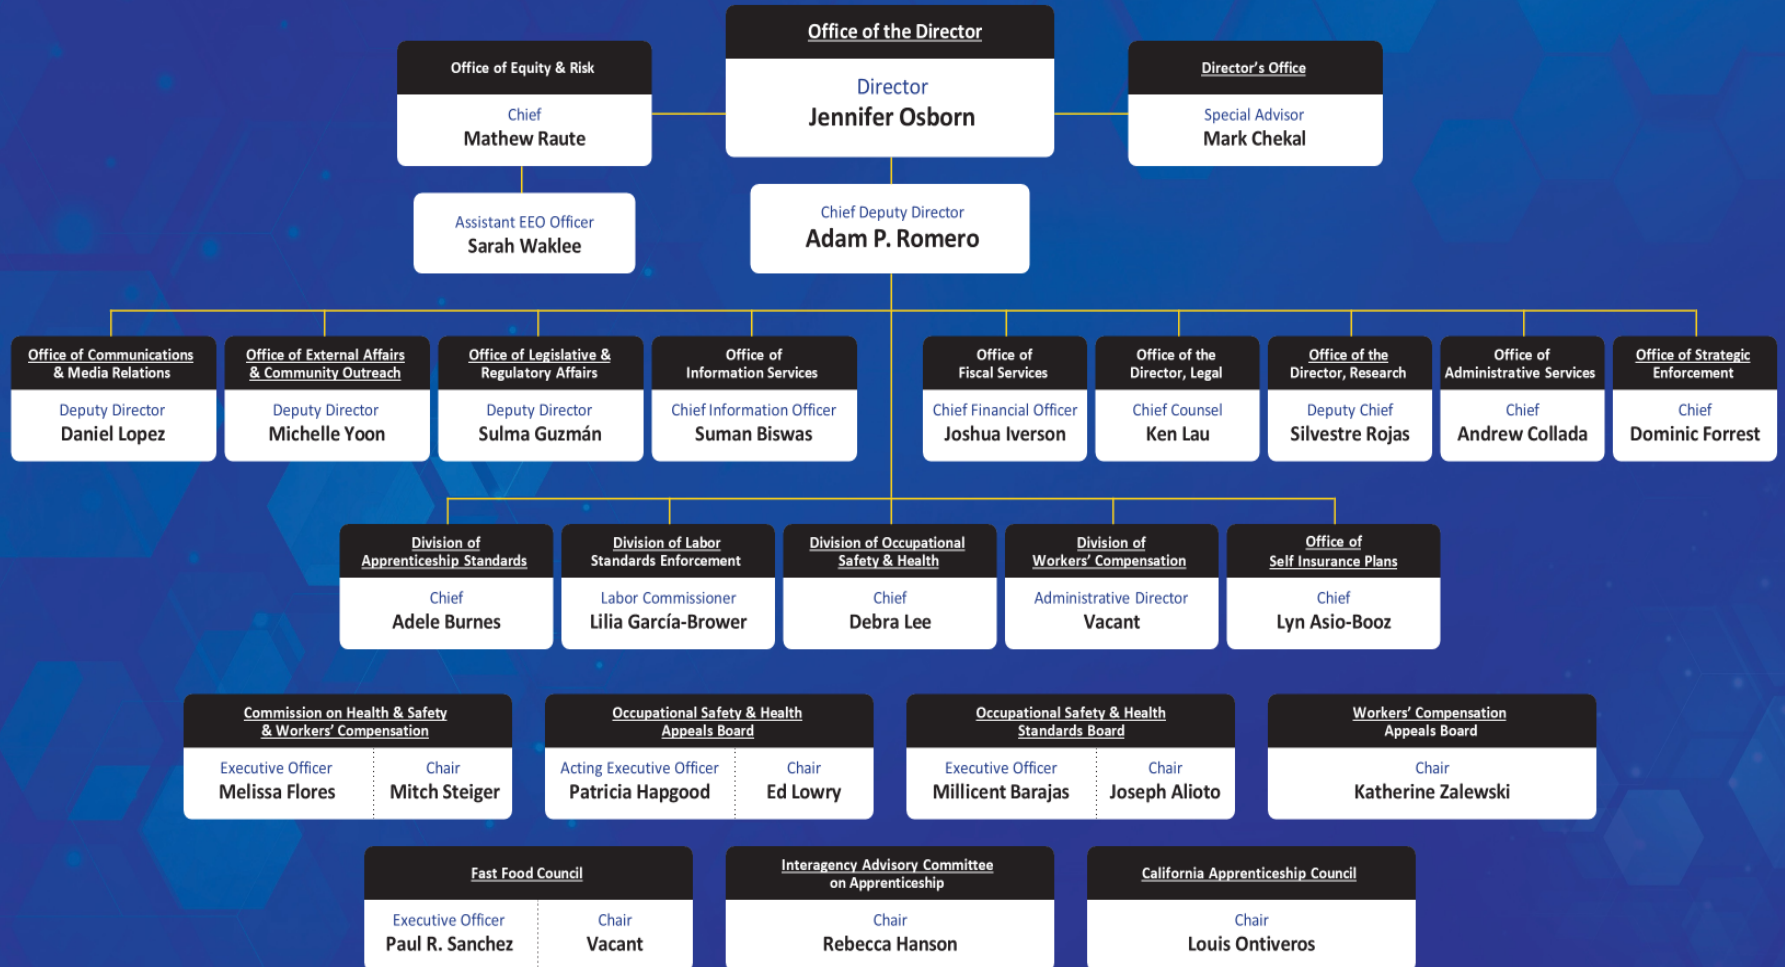 Office of the Director
Director
Jennifer Osborn
Office of Equity & Risk
Chief
Mathew Raute
Director's Office
Special Advisor
Mark Chekal
Assistant EEO Officer
Sarah Waklee
Chief Deputy Director
Adam P. Romero
Office of Communications
& Media Relations
Deputy Director
Daniel Lopez
Office of External Affairs
& Community Outreach
Deputy Director
Michelle Yoon
Office of Legislative &
Regulatory Affairs
Deputy Director
Sulma Guzmán
Office of
Information Services
Chief Information Officer
Suman Biswas
Office of
Fiscal Services
Chief Financial Officer
Joshua Iverson
Office of the
Director, Legal
Chief Counsel
Ken Lau
Office of the
Director, Research
Deputy Chief
Silvestre Rojas
Office of
Administrative Services
Chief
Andrew Collada
Office of Strategic
Enforcement
Chief
Dominic Forrest
Division of
Apprenticeship Standards
Chief
Adele Burnes
Division of Labor
Standards Enforcement
Labor Commissioner
Lilia García-Brower
Division of Occupational
Safety & Health
Chief
Debra Lee
Division of
Workers' Compensation
Administrative Director
Vacant
Office of
Self Insurance Plans
Chief
Lyn Asio-Booz
Commission on Health & Safety
& Workers' Compensation
Executive Officer
Melissa Flores
Chair
Mitch Steiger
Occupational Safety & Health
Appeals Board
Acting Executive Officer
Patricia Hapgood
Chair
Ed Lowry
Occupational Safety & Health
Standards Board
Executive Officer
Millicent Barajas
Chair
Joseph Alioto
Workers' Compensation
Appeals Board
Chair
Katherine Zalewski
Fast Food Council
Executive Officer
Paul R. Sanchez
Chair
Vacant
Interagency Advisory Committee
on Apprenticeship
Chair
Rebecca Hanson
California Apprenticeship Council
Chair
Louis Ontiveros